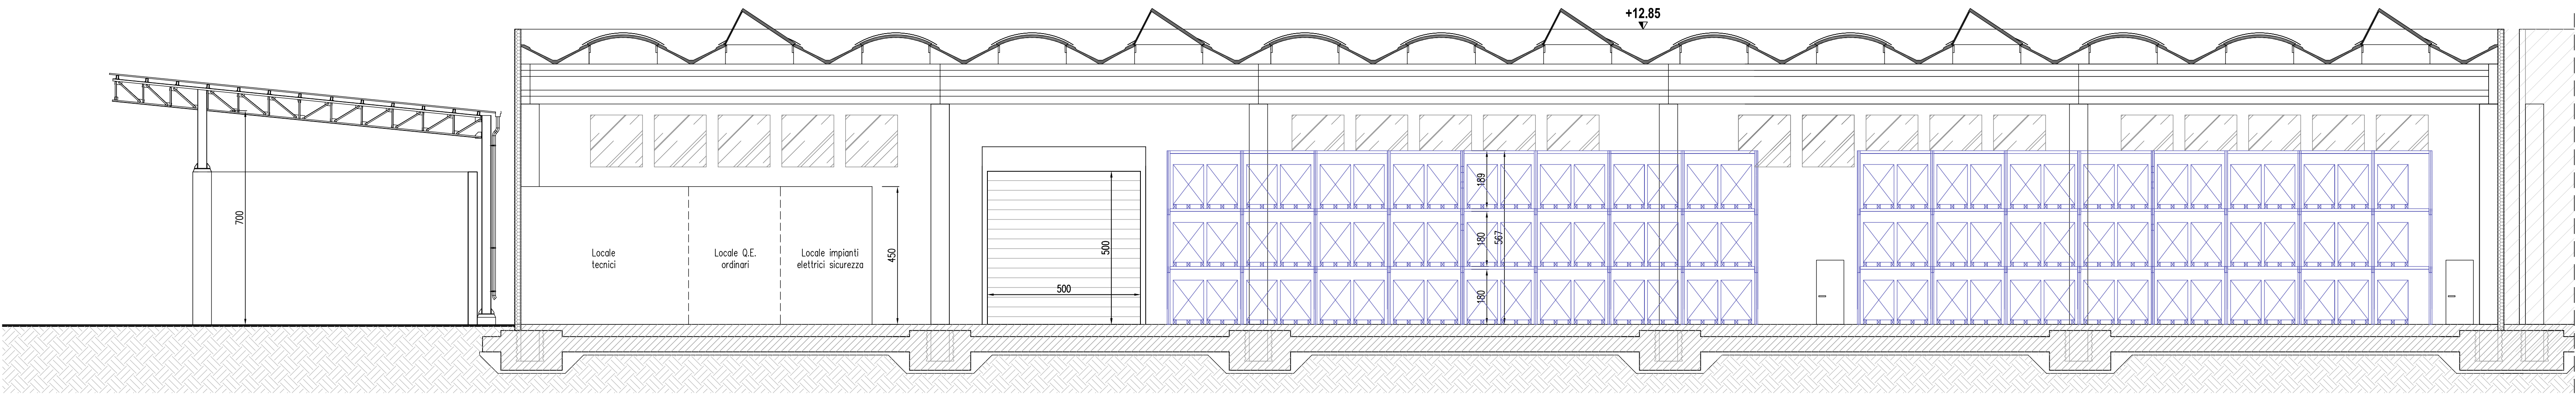 +12.85
700
Locale
tecnici
Locale Q.E.
ordinari
Locale impianti
elettrici sicurezza
450
500
500
189
180
567
180